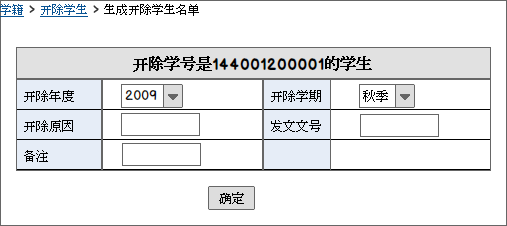 学籍 > 开除学生 > 生成开除学生名单
开除学号是144001200001的学生
开除年度 2009 开除学期 秋季
开除原因 发文文号
备注
确定